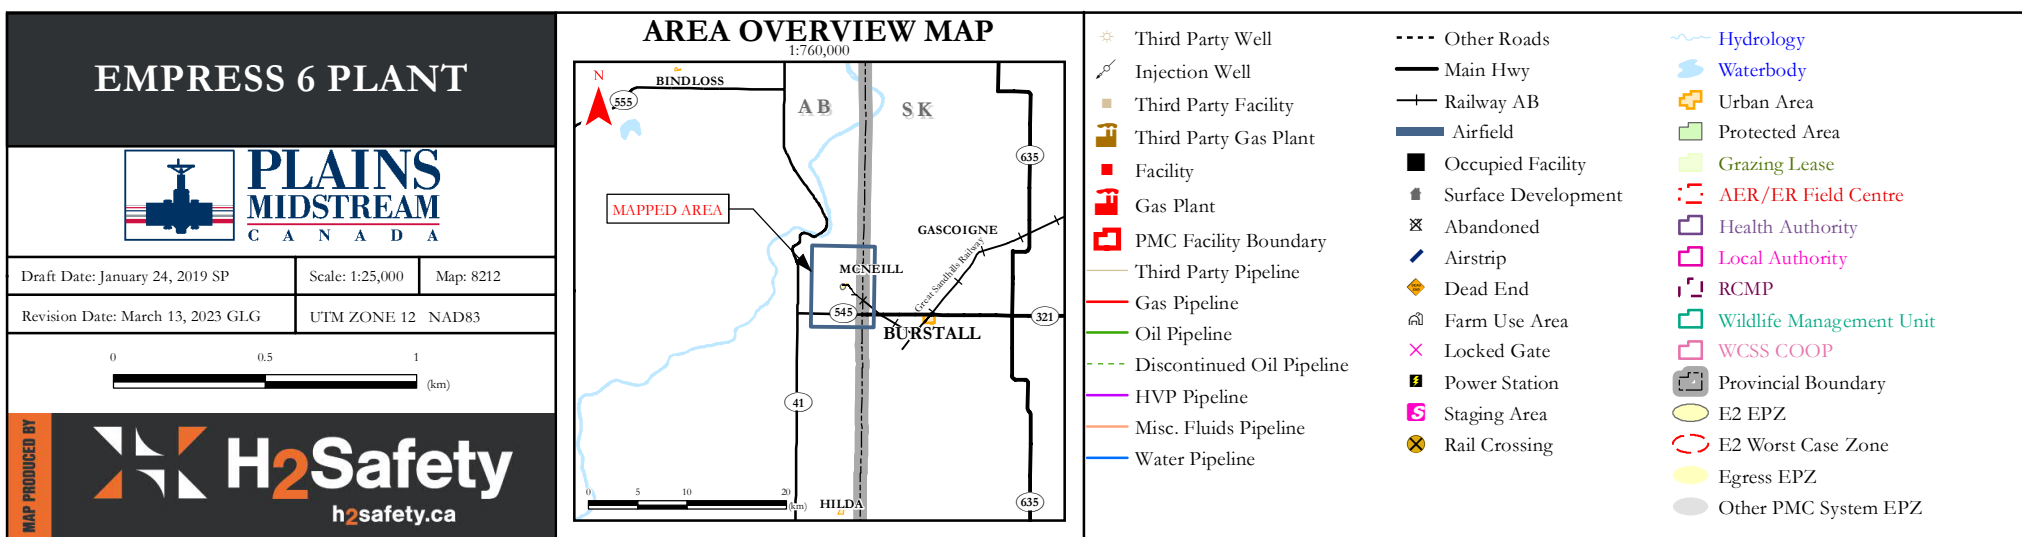 EMPRESS 6 PLANT
PLAINS
MIDSTREAM
CANADA
Draft Date: January 24, 2019 SP
Scale: 1:25,000
Map: 8212
Revision Date: March 13, 2023 GLG
UTM ZONE 12 NAD83
0 0.5 1
(km)
MAP PRODUCED BY
H2Safety
h2safety.ca
AREA OVERVIEW MAP
1:760,000
N
BINDLOSS
555
AB
SK
635
MAPPED AREA
GASCOIGNE
MCNEILL
Great Sandhills Railway
545
321
BURSTALL
41
0 5 10 20
(km)
HILDA
635
Third Party Well
Injection Well
Third Party Facility
Third Party Gas Plant
Facility
Gas Plant
PMC Facility Boundary
Third Party Pipeline
Gas Pipeline
Oil Pipeline
Discontinued Oil Pipeline
HVP Pipeline
Misc. Fluids Pipeline
Water Pipeline
Other Roads
Main Hwy
Railway AB
Airfield
Occupied Facility
Surface Development
Abandoned
Airstrip
Dead End
Farm Use Area
Locked Gate
Power Station
S Staging Area
Rail Crossing
Hydrology
Waterbody
Urban Area
Protected Area
Grazing Lease
AER/ER Field Centre
Health Authority
Local Authority
RCMP
Wildlife Management Unit
WCSS COOP
Provincial Boundary
E2 EPZ
E2 Worst Case Zone
Egress EPZ
Other PMC System EPZ